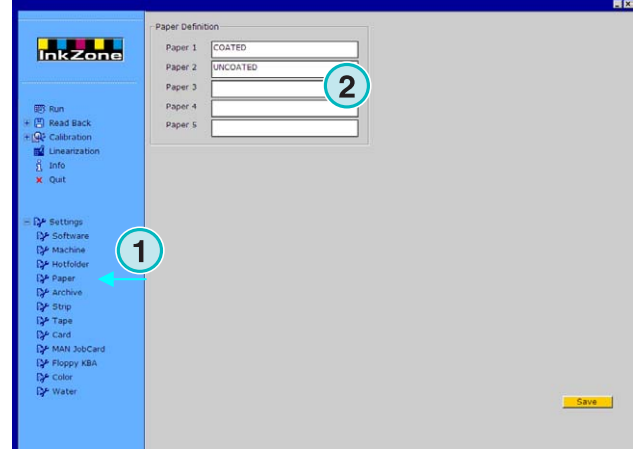 InkZone
Run
Read Back
Calibration
Linearization
Info
Quit
Settings
Software
Machine
Hotfolder
Paper
Archive
Strip
Tape
Card
MAN JobCard
Floppy KBA
Color
Water
1
Paper Definition
Paper 1 COATED
Paper 2 UNCOATED
Paper 3
Paper 4
Paper 5
2
Save